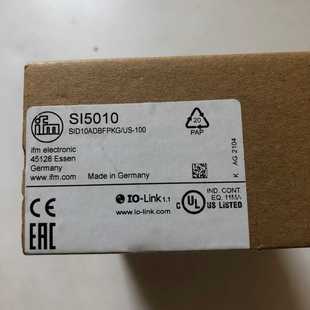 ifm
SI5010
SID10ADBFPKG/US-100
ifm electronic
45128 Essen
Germany
www.ifm.com
Made in Germany
20
PAP
K AG 2104
CE
EAC
IO-Link 1.1
www.io-link.com
IND. CONT.
C UL US LISTED